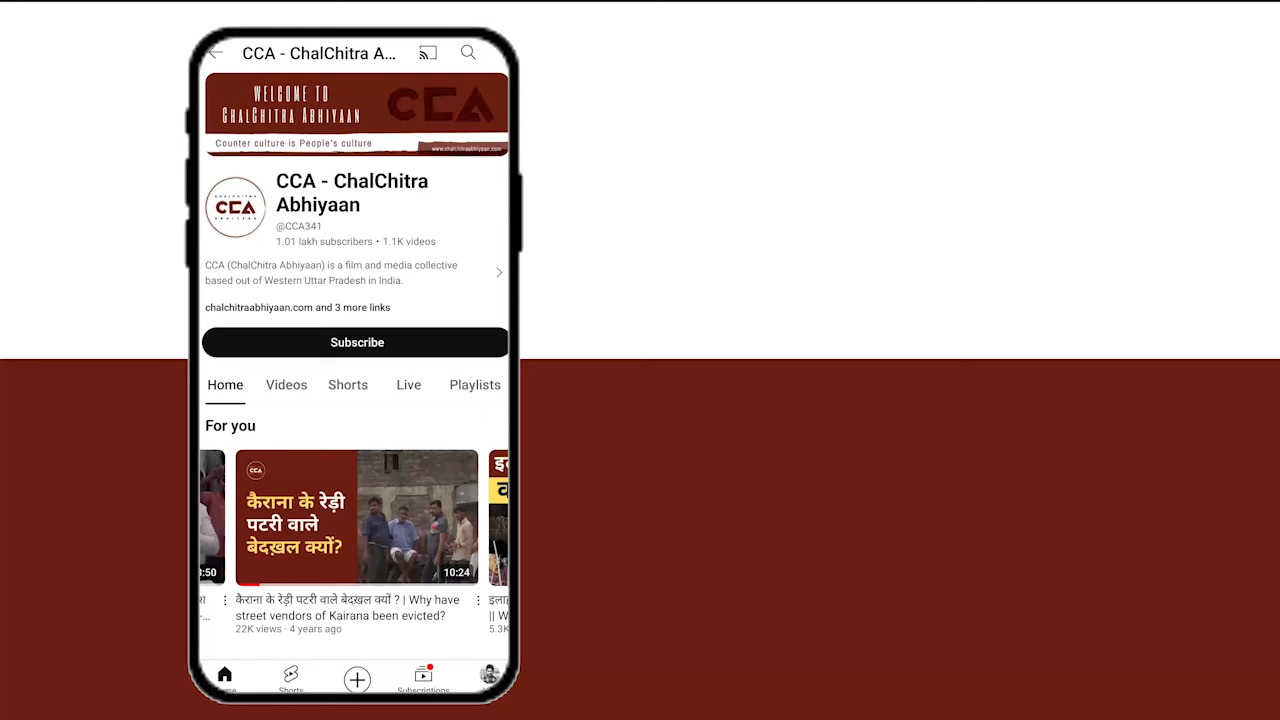 CCA - ChalChitra A...
WELCOME TO
CHALCHITRA ABHIYAAN
CCA
Counter culture is People's culture
www.chalchitraabhiyaan.com
CCA
CCA - ChalChitra
Abhiyaan
@CCA341
1.01 lakh subscribers • 1.1K videos
CCA (ChalChitra Abhiyaan) is a film and media collective
based out of Western Uttar Pradesh in India.
chalchitraabhiyaan.com and 3 more links
Subscribe
Home Videos Shorts Live Playlists
For you
CCA
कैराना के रेड़ी
पटरी वाले
बेदख़ल क्यों?
:50
10:24
कैराना के रेड़ी पटरी वाले बेदख़ल क्यों ? | Why have
street vendors of Kairana been evicted?
22K views · 4 years ago
5.3K
Shorts
Subscriptions